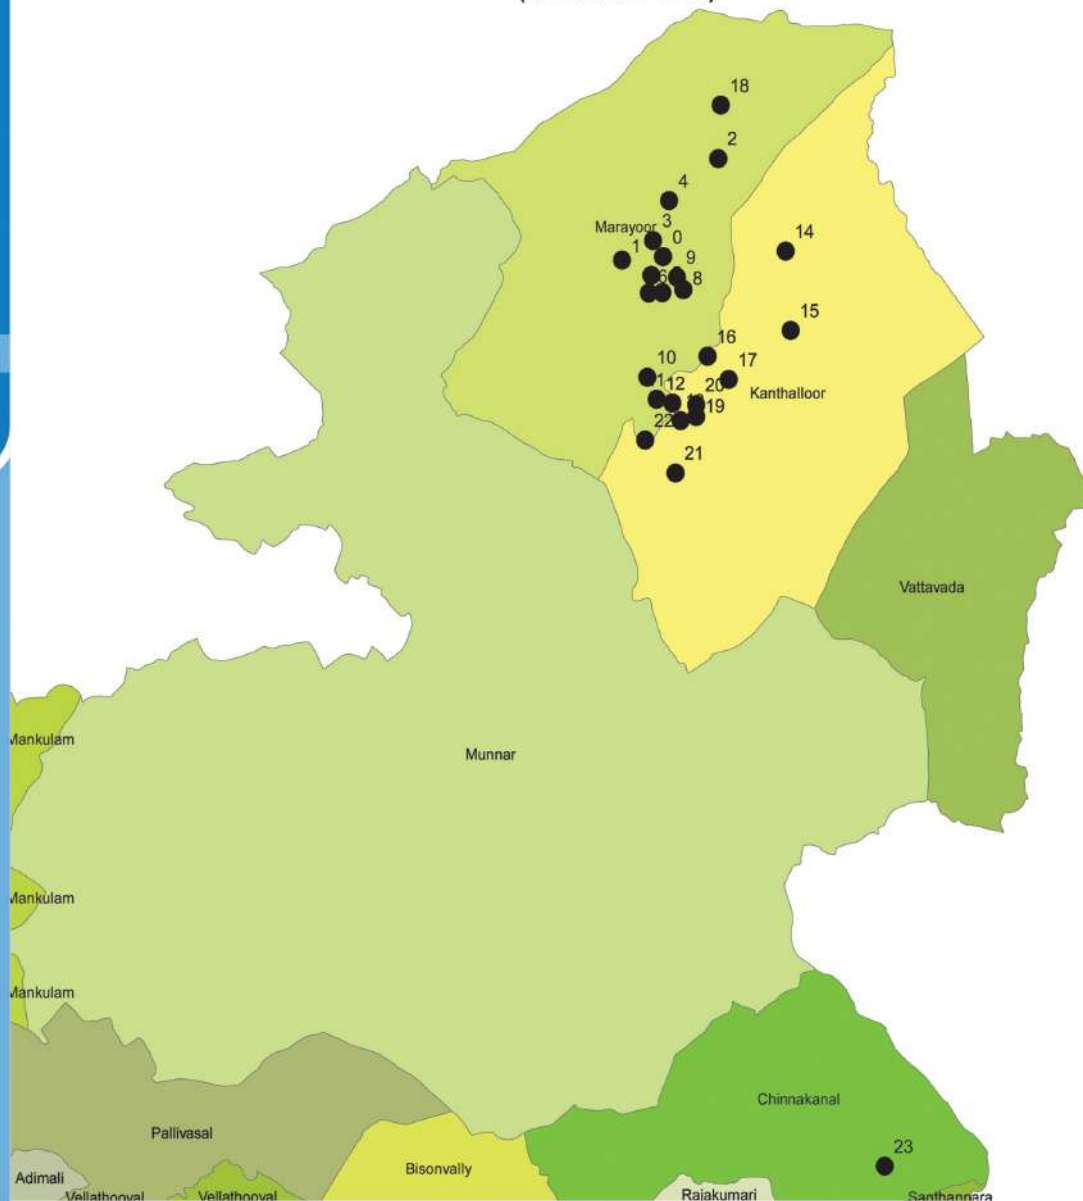 18
2
4
3
Marayoor
0
1
14
9
6
8
15
16
10
17
12
20
1
Kanthalloor
19
22
21
Vattavada
Mankulam
Munnar
Mankulam
Mankulam
Chinnakanal
Pallivasal
23
Bisonvally
Adimali
Vellathooval
Vellathooval
Rajakumari
Santhanpara